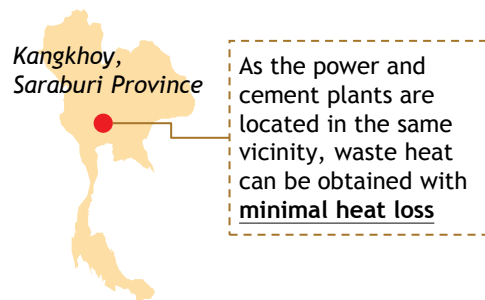 Kangkhoy,
Saraburi Province
As the power and
cement plants are
located in the same
vicinity, waste heat
can be obtained with
minimal heat loss